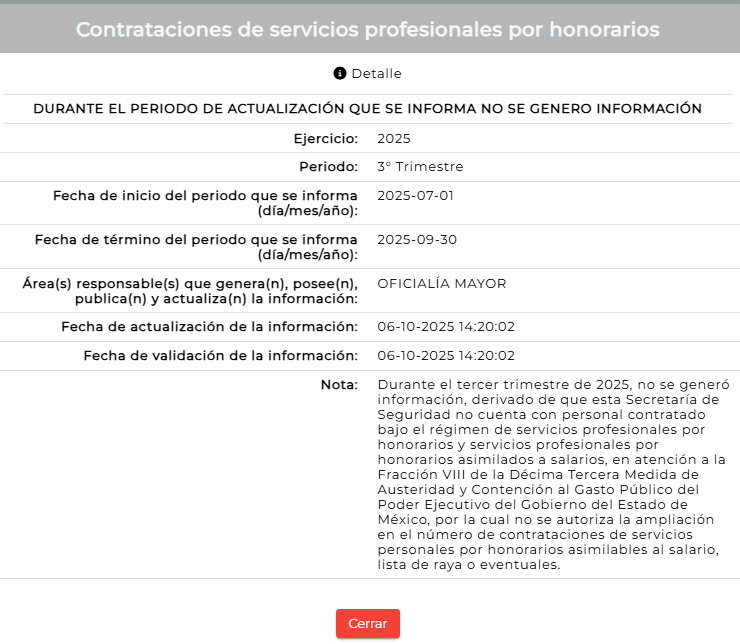 Contrataciones de servicios profesionales por honorarios
Detalle
DURANTE EL PERIODO DE ACTUALIZACIÓN QUE SE INFORMA NO SE GENERO INFORMACIÓN
Ejercicio: 2025
Periodo: 3° Trimestre
Fecha de inicio del periodo que se informa 2025-07-01
(día/mes/año):
Fecha de término del periodo que se informa 2025-09-30
(día/mes/año):
Área(s) responsable(s) que genera(n), posee(n), OFICIALÍA MAYOR
publica(n) y actualiza(n) la información:
Fecha de actualización de la información: 06-10-2025 14:20:02
Fecha de validación de la información: 06-10-2025 14:20:02
Nota: Durante el tercer trimestre de 2025, no se generó
información, derivado de que esta Secretaría de
Seguridad no cuenta con personal contratado
bajo el régimen de servicios profesionales por
honorarios y servicios profesionales por
honorarios asimilados a salarios, en atención a la
Fracción VIII de la Décima Tercera Medida de
Austeridad y Contención al Gasto Público del
Poder Ejecutivo del Gobierno del Estado de
México, por la cual no se autoriza la ampliación
en el número de contrataciones de servicios
personales por honorarios asimilables al salario,
lista de raya o eventuales.
Cerrar